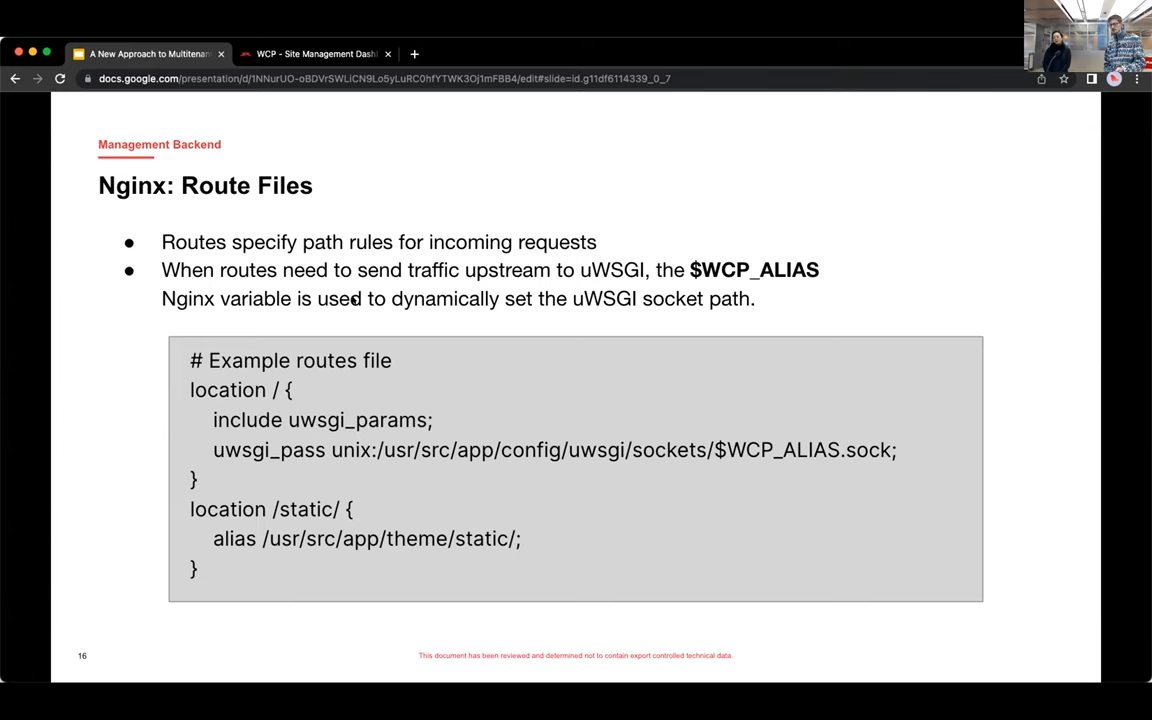 A New Approach to Multitenan
WCP - Site Management Dash
docs.google.com/presentation/d/1NNurUO-oBDVrSWLiCN9Lo5yLuRC0hfYTWK3Oj1mFBB4/edit#slide=id.g11df6114339_0_7
Management Backend
Nginx: Route Files
● Routes specify path rules for incoming requests
● When routes need to send traffic upstream to uWSGI, the $WCP_ALIAS
Nginx variable is used to dynamically set the uWSGI socket path.
# Example routes file
location / {
include uwsgi_params;
uwsgi_pass unix:/usr/src/app/config/uwsgi/sockets/$WCP_ALIAS.sock;
}
location /static/ {
alias /usr/src/app/theme/static/;
}
16
This document has been reviewed and determined not to contain export controlled technical data.